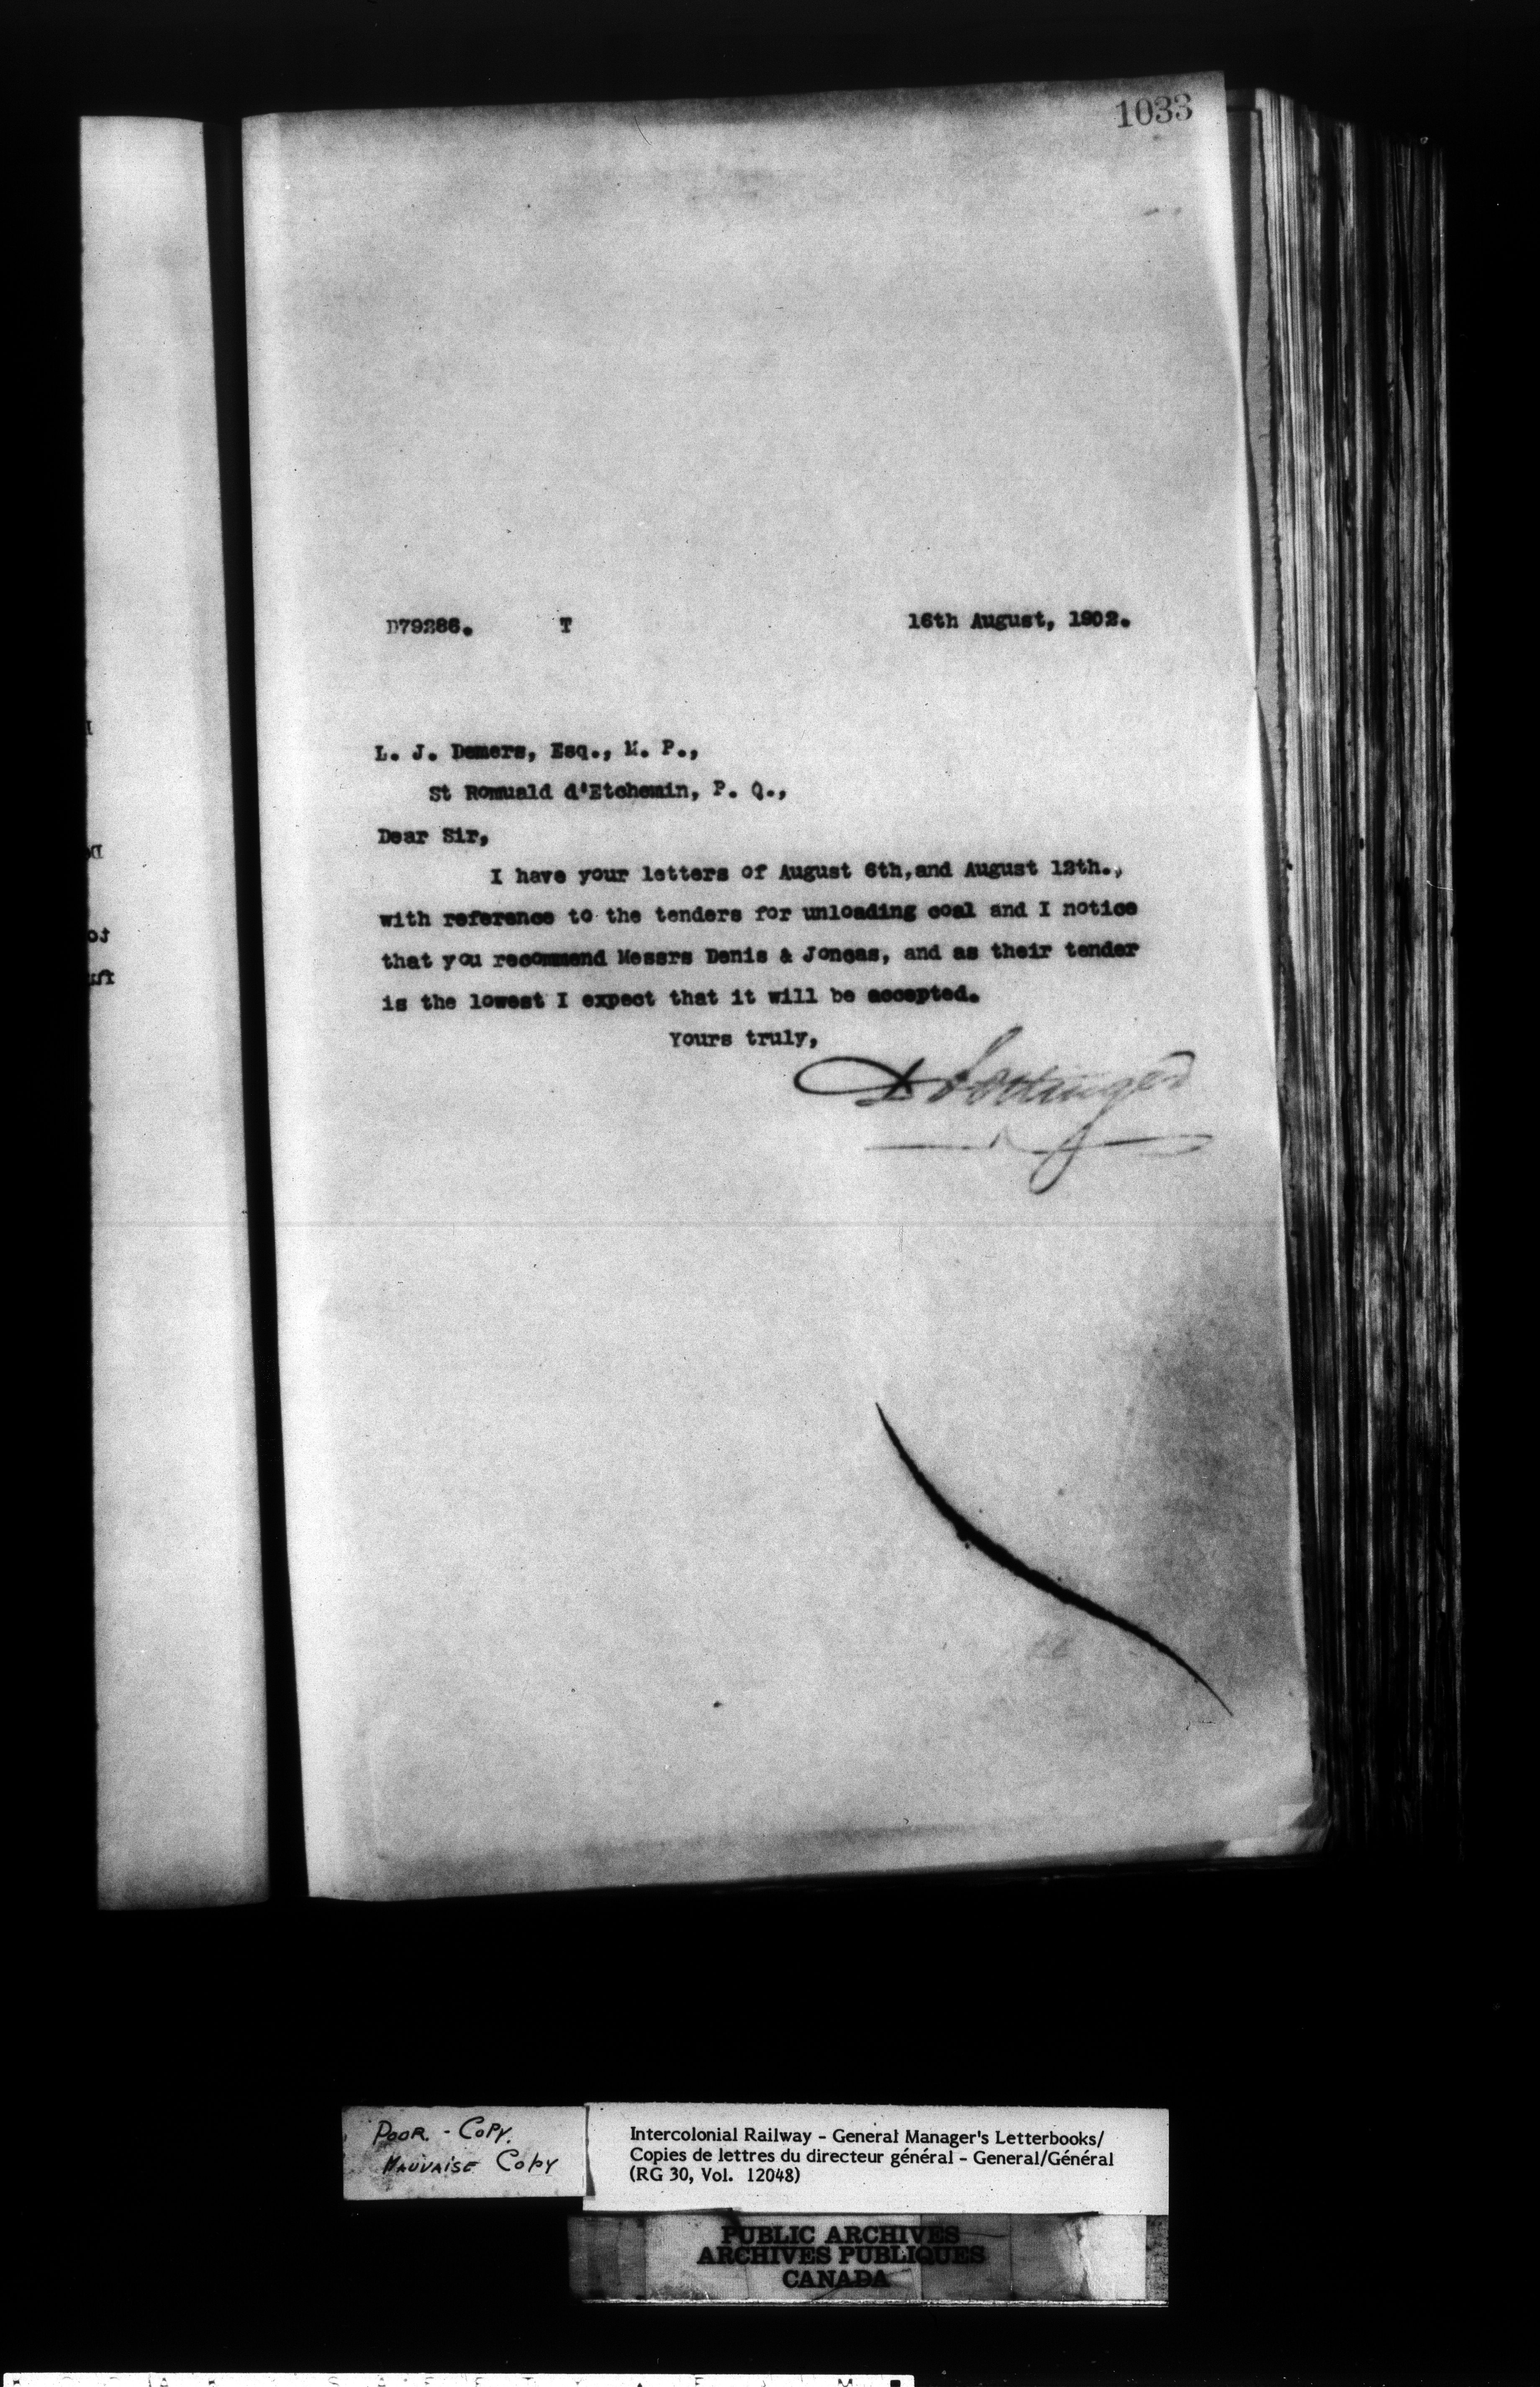 1033
D79286. T 16th August, 1902.
L. J. Demers, Esq., M. P.,
St Romuald d'Etchemin, P. Q.,
Dear Sir,
I have your letters of August 6th,and August 12th.,
with reference to the tenders for unloading coal and I notice
that you recommend Messrs Denis & Joncas, and as their tender
is the lowest I expect that it will be accepted.
Yours truly,
D Pottinger
POOR. - COPY.
MAUVAISE COPY
Intercolonial Railway - General Manager's Letterbooks/
Copies de lettres du directeur général - General/Général
(RG 30, Vol. 12048)
PUBLIC ARCHIVES
ARCHIVES PUBLIQUES
CANADA